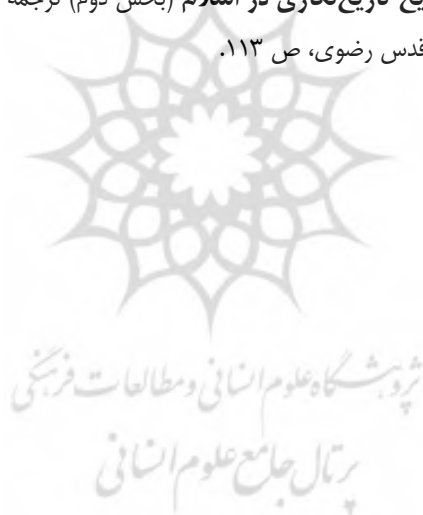 تاریخ تاریخ‌نگاری در اسلام (بخش دوم) ترجمه
قدس رضوی، ص ۱۱۳.
پژوهشگاه علوم انسانی و مطالعات فرهنگی
پرتال جامع علوم انسانی